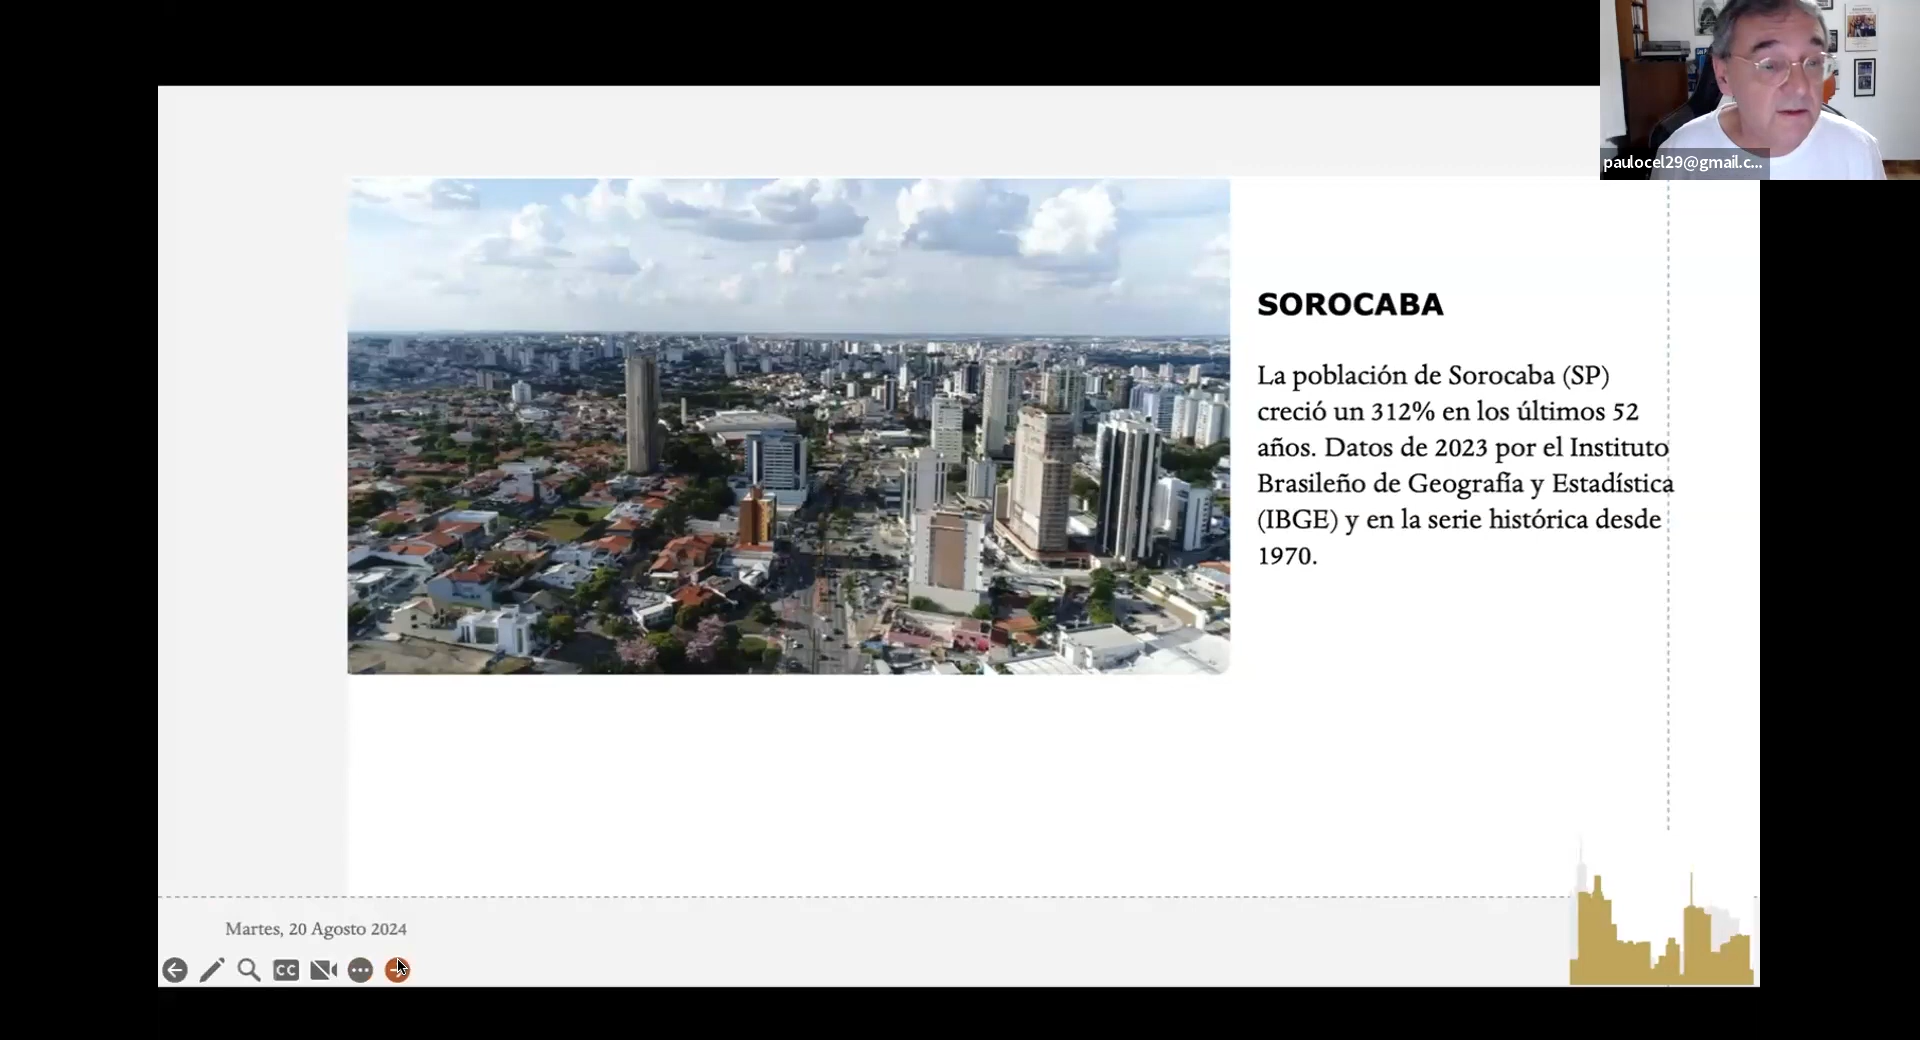 paulocel29@gmail.c...
SOROCABA
La población de Sorocaba (SP)
creció un 312% en los últimos 52
años. Datos de 2023 por el Instituto
Brasileño de Geografía y Estadística
(IBGE) y en la serie histórica desde
1970.
Martes, 20 Agosto 2024
CC